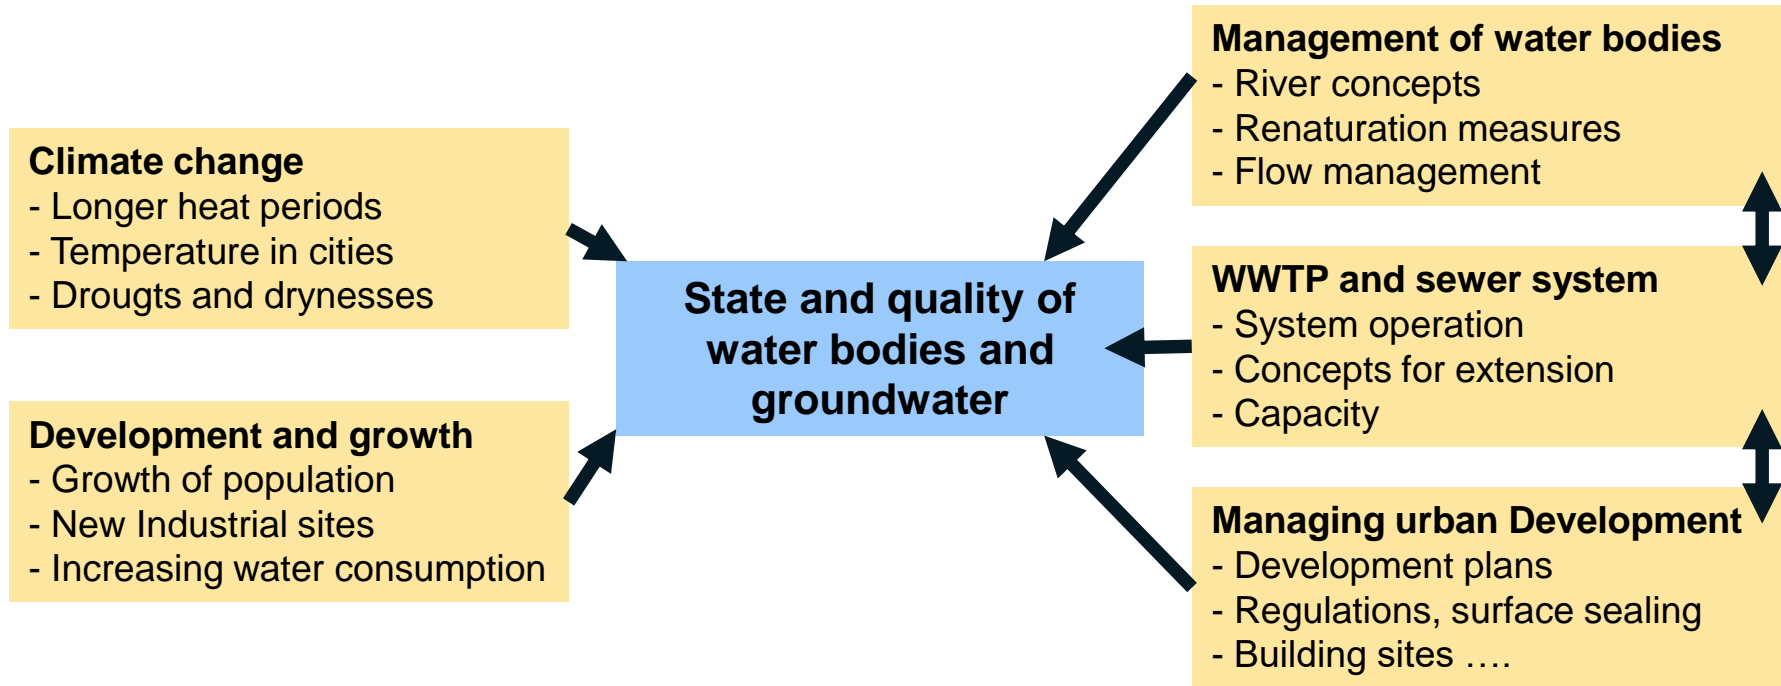 Climate change
- Longer heat periods
- Temperature in cities
- Drougts and drynesses
Development and growth
- Growth of population
- New Industrial sites
- Increasing water consumption
State and quality of
water bodies and
groundwater
Management of water bodies
- River concepts
- Renaturation measures
- Flow management
WWTP and sewer system
- System operation
- Concepts for extension
- Capacity
Managing urban Development
- Development plans
- Regulations, surface sealing
- Building sites ….